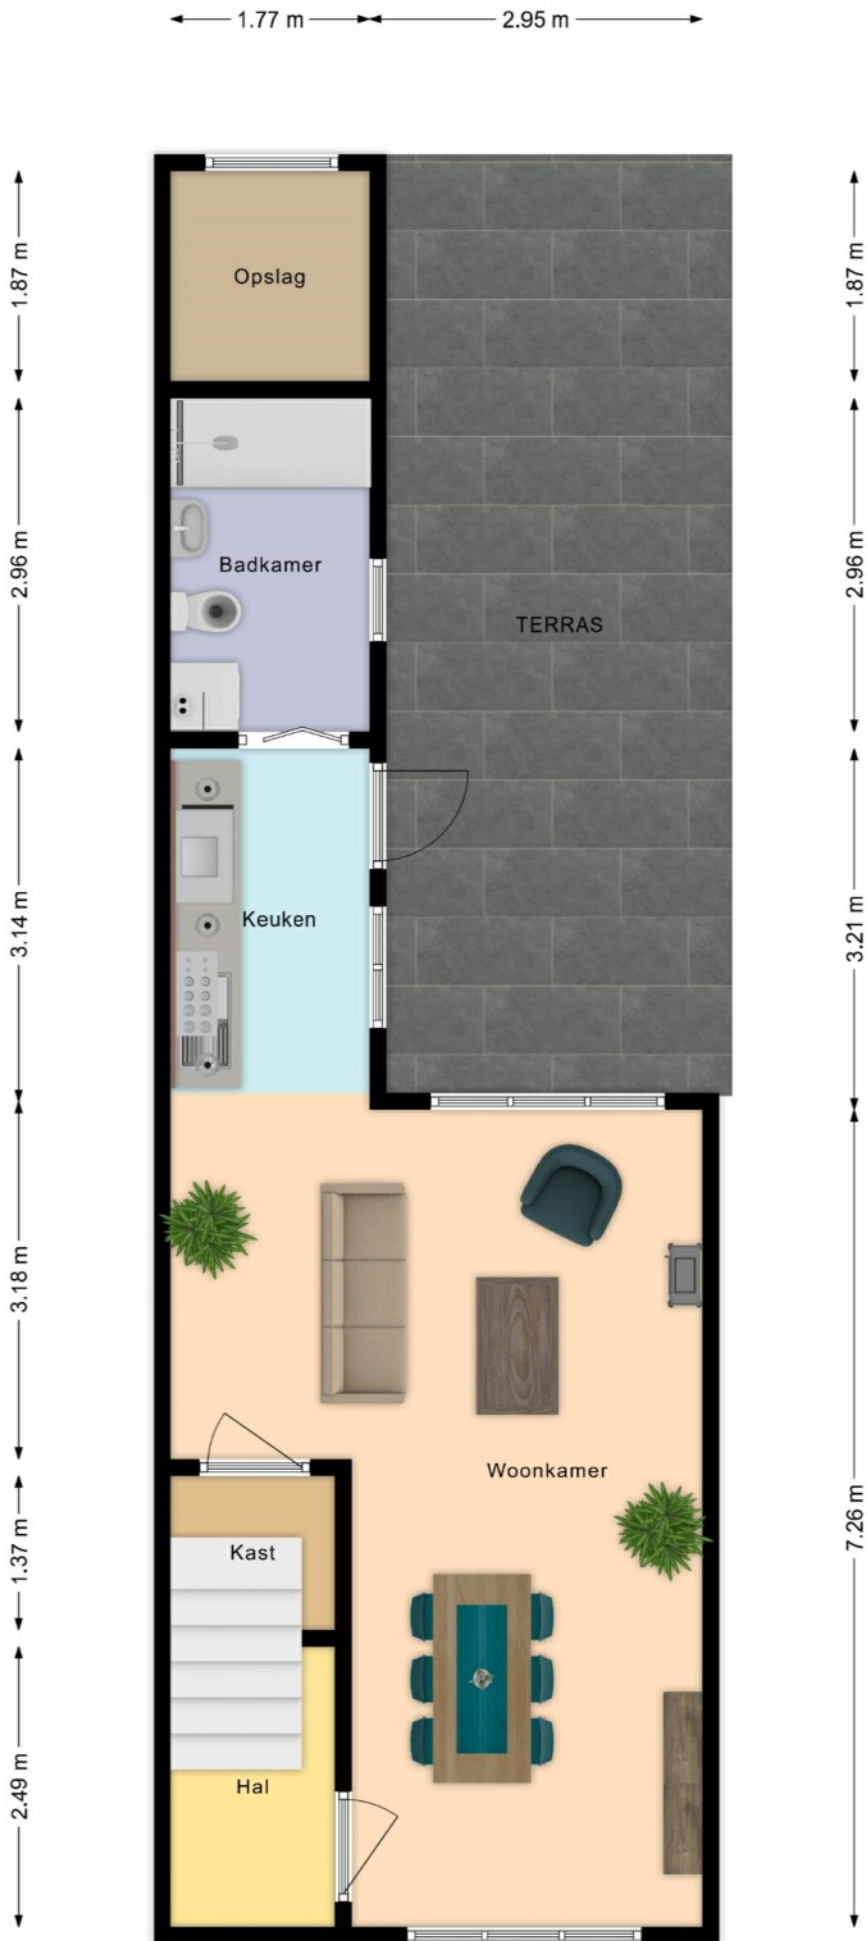 1.77 m
2.95 m
1.87 m
Opslag
1.87 m
2.96 m
Badkamer
TERRAS
2.96 m
3.14 m
Keuken
3.21 m
3.18 m
Woonkamer
7.26 m
1.37 m
Kast
2.49 m
Hal